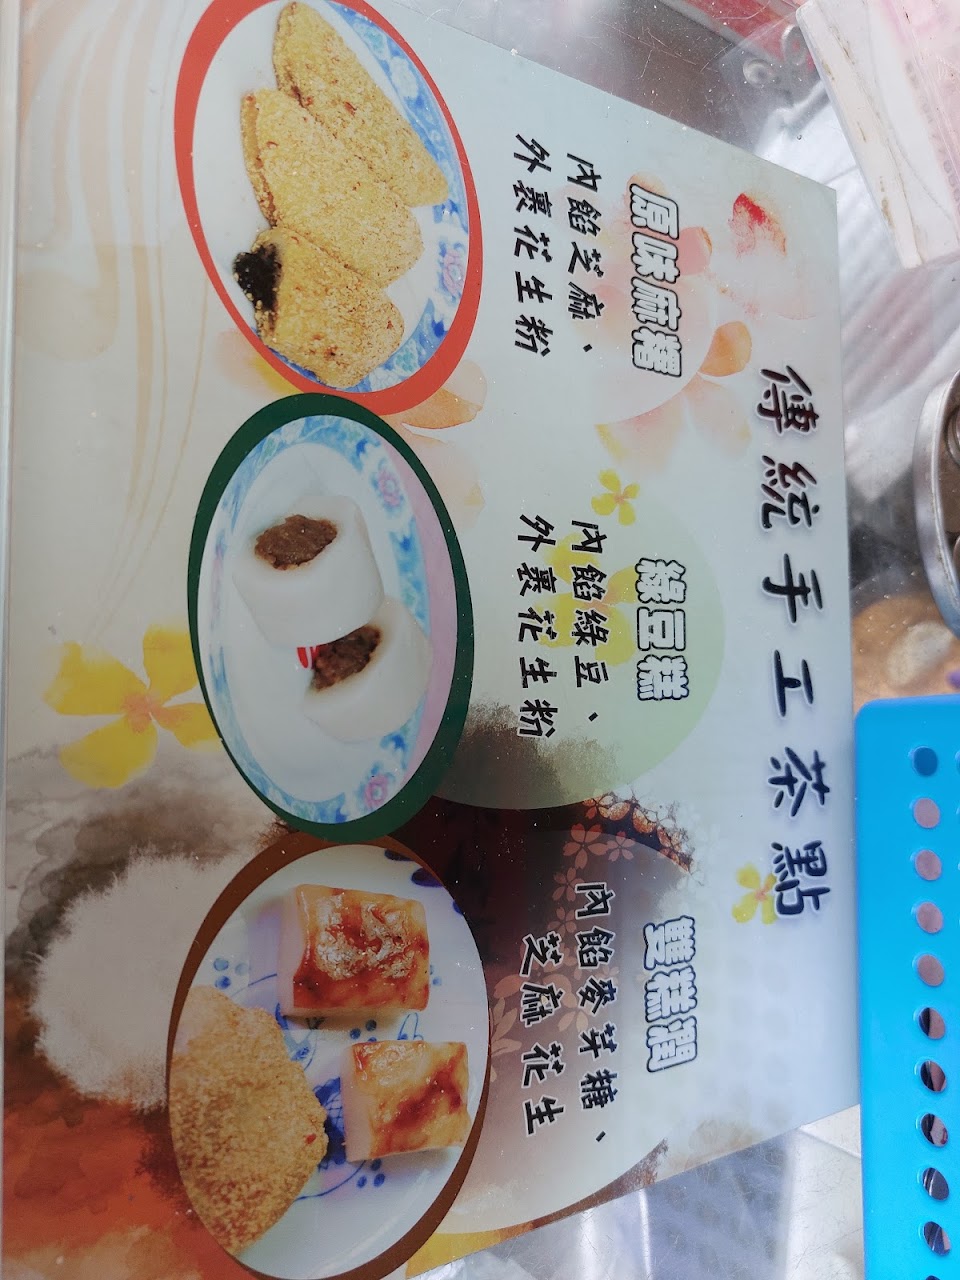 傳統手工茶點
原味麻糬
內餡芝麻、
外裹花生粉
綠豆糕
內餡綠豆、
外裹花生粉
雙糕潤
內餡麥芽糖、
芝麻花生